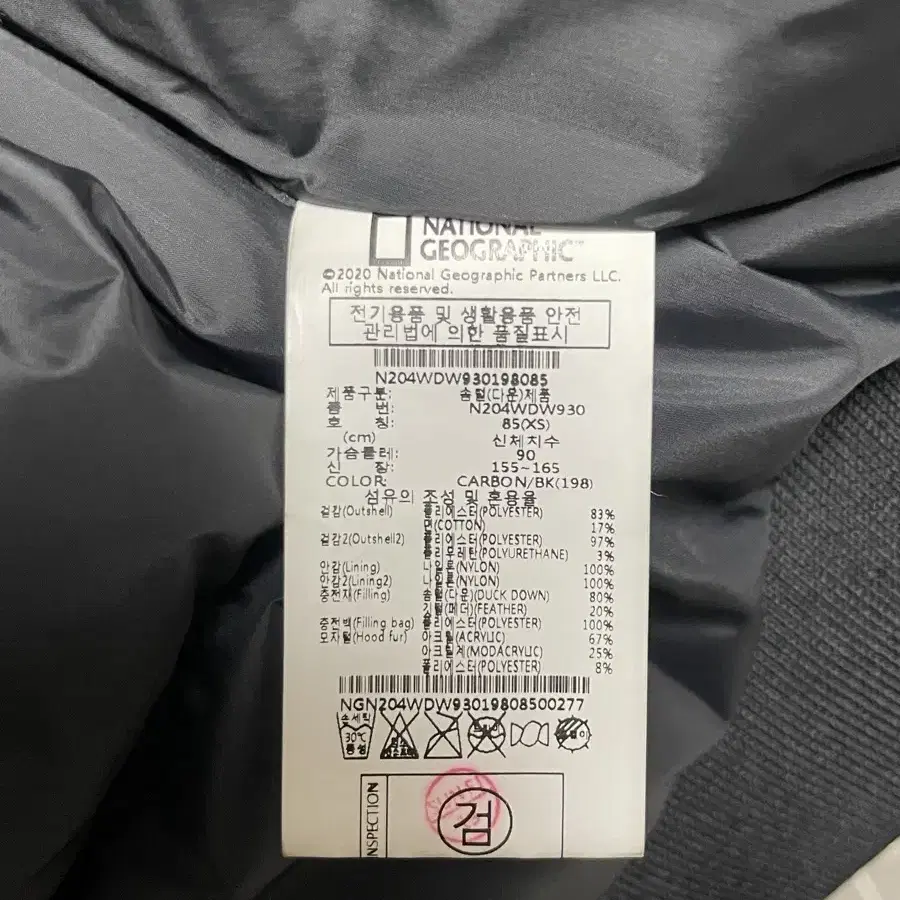 NATIONAL
GEOGRAPHIC™
©2020 National Geographic Partners LLC.
All rights reserved.
전기용품 및 생활용품 안전
관리법에 의한 품질표시
N204WDW930198085
제품구분: 솜털(다운)제품
품 번: N204WDW930
호 칭: 85(XS)
(cm) 신체치수
가슴둘레: 90
신 장: 155~165
COLOR: CARBON/BK(198)
섬유의 조성 및 혼용율
겉감(Outshell) 폴리에스터(POLYESTER) 83%
면(COTTON) 17%
겉감2(Outshell2) 폴리에스터(POLYESTER) 97%
폴리우레탄(POLYURETHANE) 3%
안감(Lining) 나일론(NYLON) 100%
안감2(Lining2) 나일론(NYLON) 100%
충전재(Filling) 솜털(다운)(DUCK DOWN) 80%
깃털(페더)(FEATHER) 20%
충전백(Filling bag) 폴리에스터(POLYESTER) 100%
모자털(Hood fur) 아크릴(ACRYLIC) 67%
아크릴계(MODACRYLIC) 25%
폴리에스터(POLYESTER) 8%
NGN204WDW93019808500277
손세탁
30℃
중성
드라이
INSPECTION
검